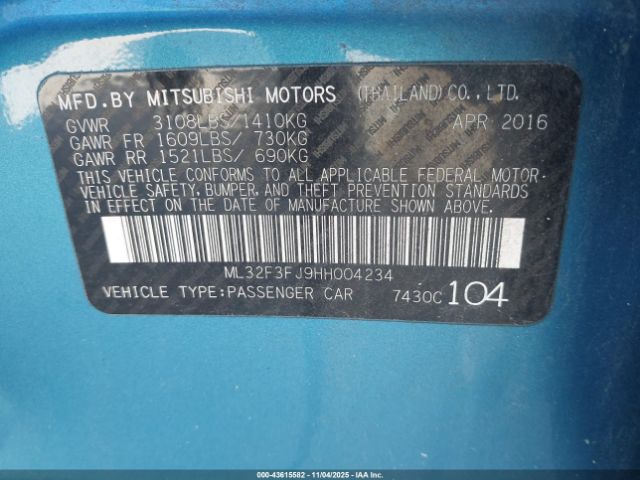 MFD.BY MITSUBISHI MOTORS (THAILAND)CO.,LTD.
GVWR 3108LBS/1410KG APR 2016
GAWR FR 1609LBS/ 730KG
GAWR RR 1521LBS/ 690KG
THIS VEHICLE CONFORMS TO ALL APPLICABLE FEDERAL MOTOR-
VEHICLE SAFETY, BUMPER, AND THEFT PREVENTION STANDARDS
IN EFFECT ON THE DATE OF MANUFACTURE SHOWN ABOVE.
ML32F3FJ9HH004234
VEHICLE TYPE:PASSENGER CAR 7430C 104
000-43615582 - 11/04/2025 - IAAI.COM